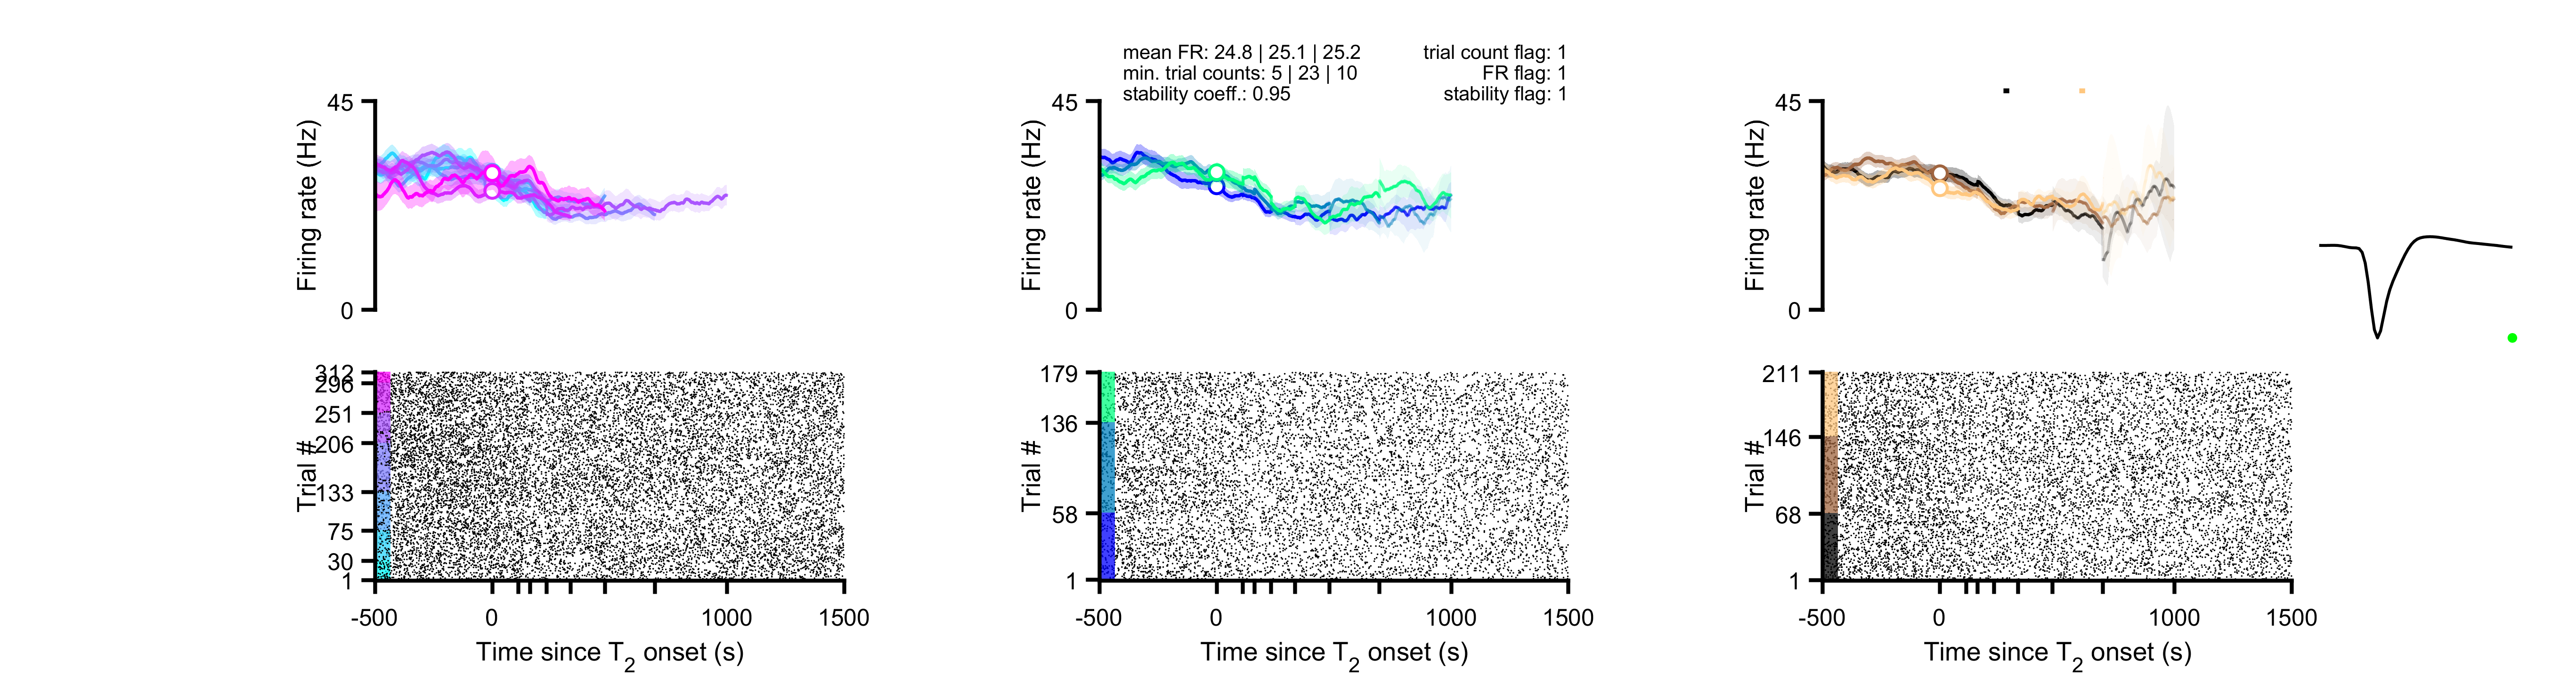 mean FR: 24.8 | 25.1 | 25.2
min. trial counts: 5 | 23 | 10
stability coeff.: 0.95
trial count flag: 1
FR flag: 1
stability flag: 1
45
0
Firing rate (Hz)
45
0
Firing rate (Hz)
45
0
Firing rate (Hz)
312
296
251
206
133
75
30
1
Trial #
-500 0 1000 1500
Time since T2 onset (s)
179
136
58
1
Trial #
-500 0 1000 1500
Time since T2 onset (s)
211
146
68
1
Trial #
-500 0 1000 1500
Time since T2 onset (s)